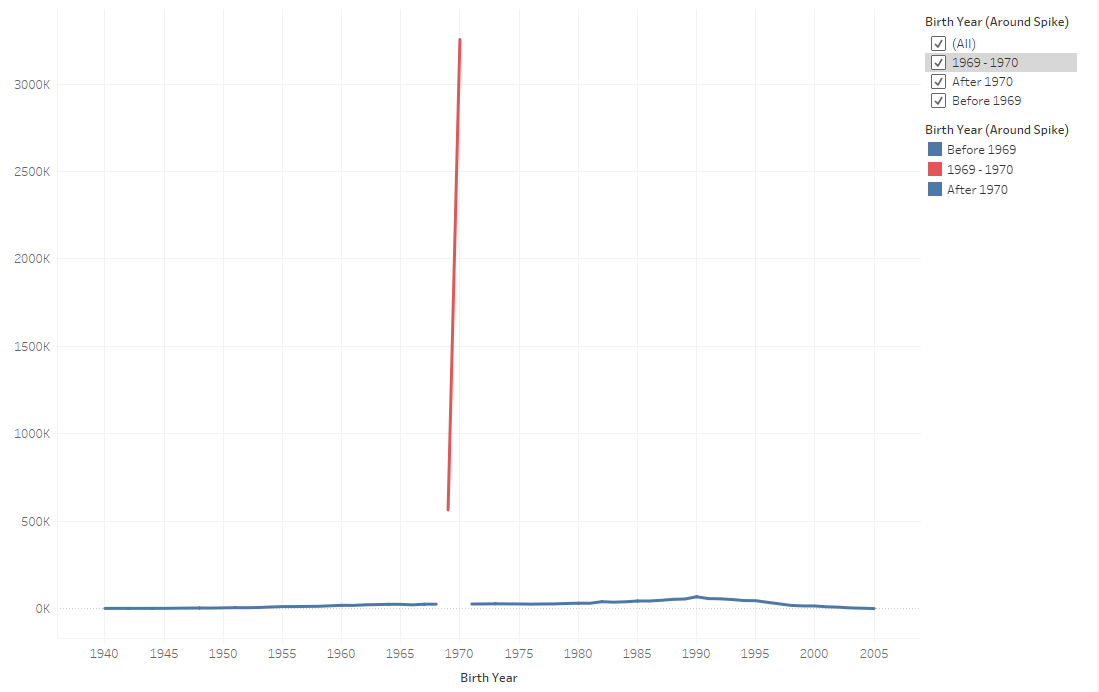 3000K
2500K
2000K
1500K
1000K
500K
0K
1940 1945 1950 1955 1960 1965 1970 1975 1980 1985 1990 1995 2000 2005
Birth Year
Birth Year (Around Spike)
(All)
1969 - 1970
After 1970
Before 1969
Birth Year (Around Spike)
Before 1969
1969 - 1970
After 1970